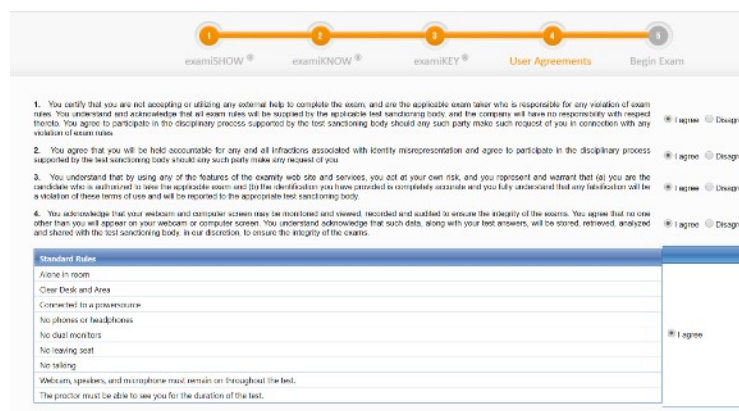 1 2 3 4 5
examiSHOW ® examiKNOW ® examiKEY ® User Agreements Begin Exam
1. You certify that you are not accepting or utilizing any external help to complete the exam, and are the applicable exam taker who is responsible for any violation of exam
rules. You understand and acknowledge that all exam rules will be supplied by the applicable test sanctioning body, and the company will have no responsibility with respect
thereto. You agree to participate in the disciplinary process supported by the test sanctioning body should any such party make such request of you in connection with any
violation of exam rules.
I agree Disagr
2. You agree that you will be held accountable for any and all infractions associated with identity misrepresentation and agree to participate in the disciplinary process
supported by the test sanctioning body should any such party make any request of you.
I agree Disagr
3. You understand that by using any of the features of the examity web site and services, you act at your own risk, and you represent and warrant that (a) you are the
candidate who is authorized to take the applicable exam and (b) the identification you have provided is completely accurate and you fully understand that any falsification will be
a violation of these terms of use and will be reported to the appropriate test sanctioning body.
I agree Disagr
4. You acknowledge that your webcam and computer screen may be monitored and viewed, recorded and audited to ensure the integrity of the exams. You agree that no one
other than you will appear on your webcam or computer screen. You understand acknowledge that such data, along with your test answers, will be stored, retrieved, analyzed
and shared with the test sanctioning body, in our discretion, to ensure the integrity of the exams.
I agree Disagr
Standard Rules
Alone in room
Clear Desk and Area
Connected to a powersource
No phones or headphones
No dual monitors
No leaving seat
No talking
Webcam, speakers, and microphone must remain on throughout the test.
The proctor must be able to see you for the duration of the test.
I agree